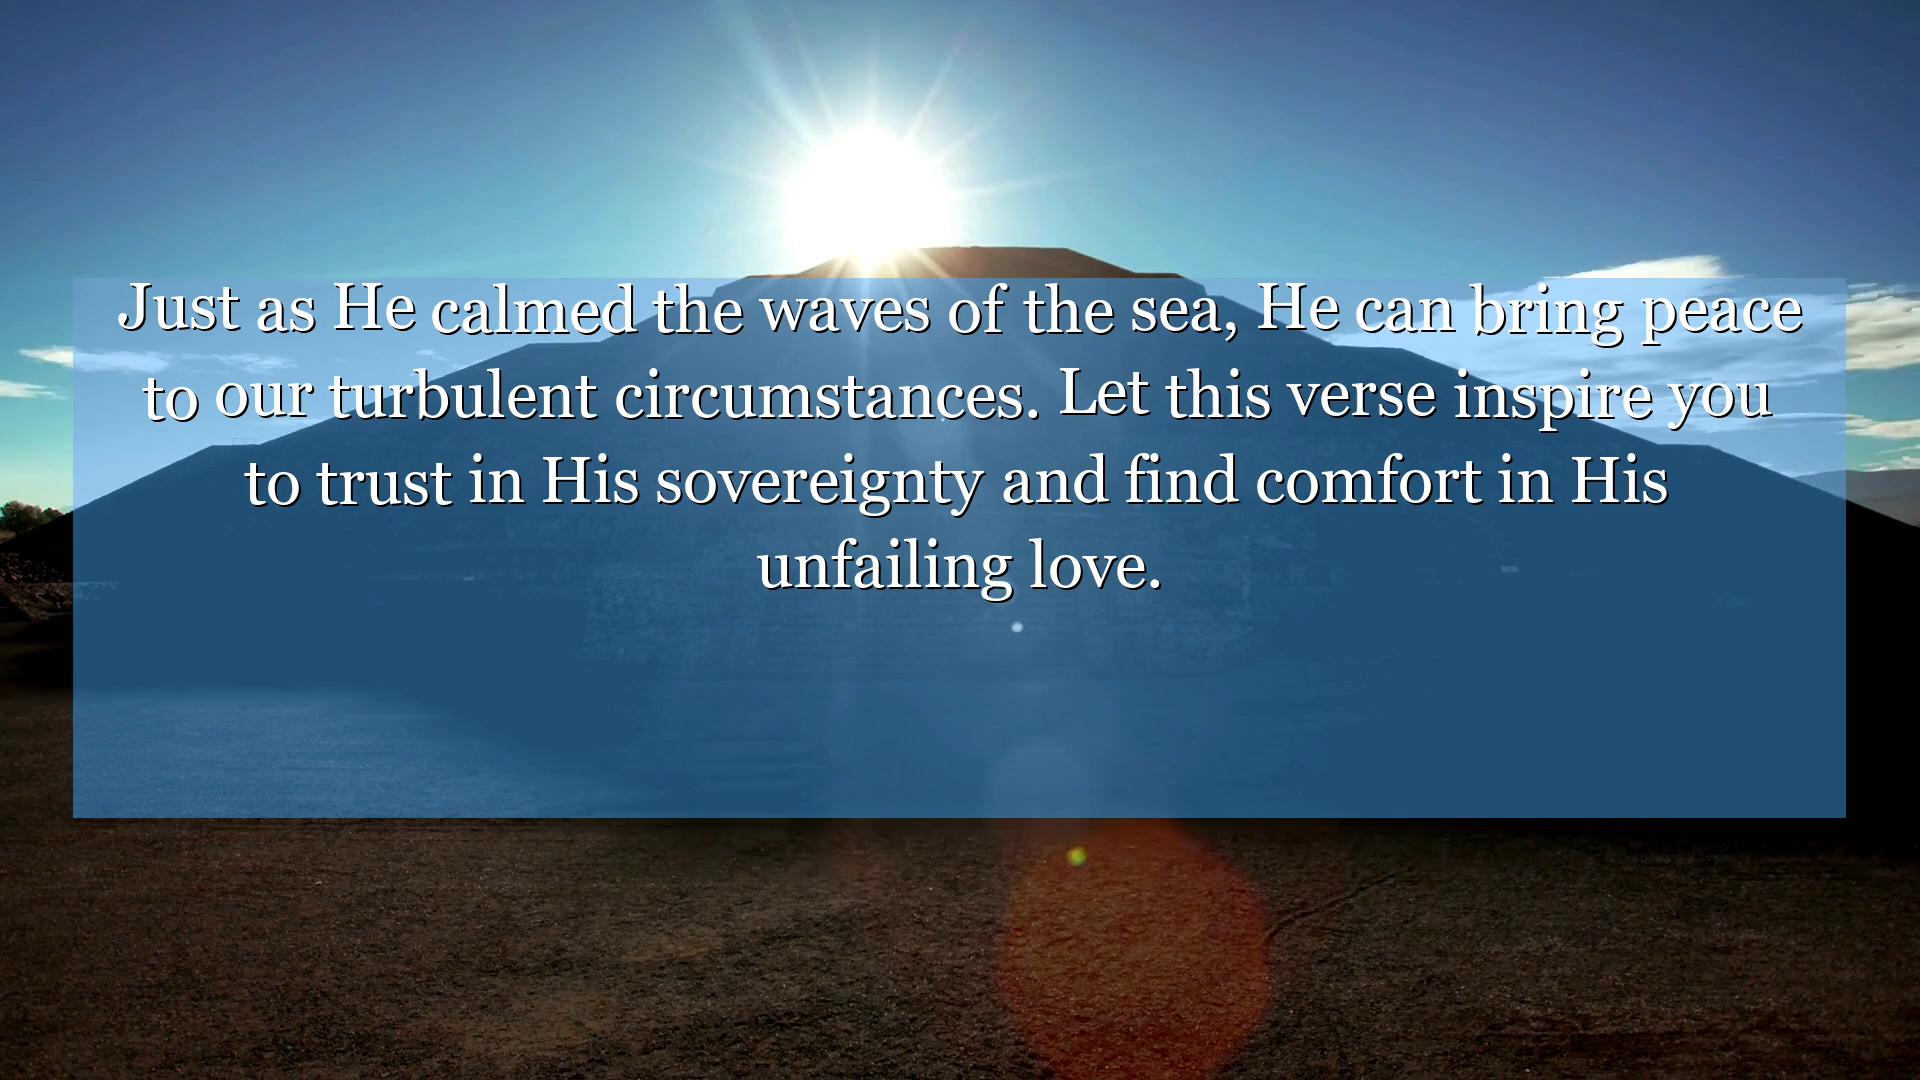 Just as He calmed the waves of the sea, He can bring peace
to our turbulent circumstances. Let this verse inspire you
to trust in His sovereignty and find comfort in His
unfailing love.